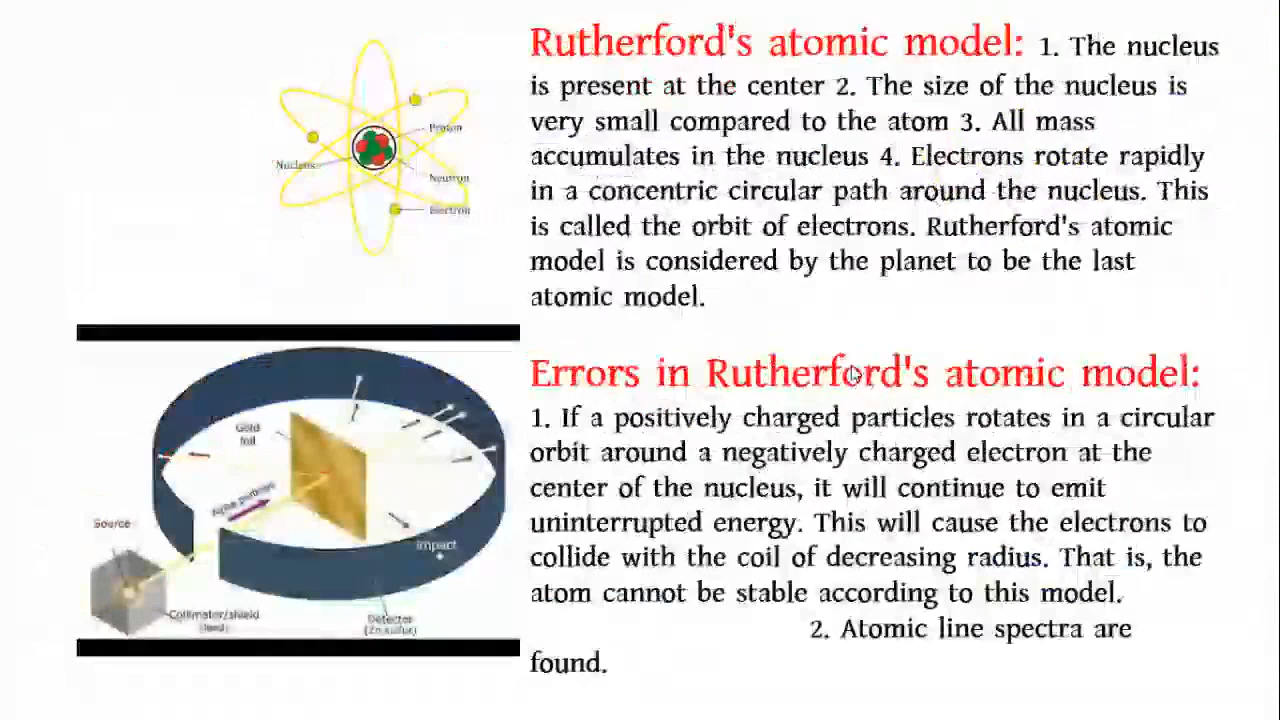 Rutherford's atomic model: 1. The nucleus
is present at the center 2. The size of the nucleus is
very small compared to the atom 3. All mass
accumulates in the nucleus 4. Electrons rotate rapidly
in a concentric circular path around the nucleus. This
is called the orbit of electrons. Rutherford's atomic
model is considered by the planet to be the last
atomic model.
Proton
Nucleus
Neutron
Electron
Errors in Rutherford's atomic model:
1. If a positively charged particles rotates in a circular
orbit around a negatively charged electron at the
center of the nucleus, it will continue to emit
uninterrupted energy. This will cause the electrons to
collide with the coil of decreasing radius. That is, the
atom cannot be stable according to this model.
2. Atomic line spectra are
found.
Gold
foil
Source
impact
Collimator/shield
(lead)
Detector
(Zn sulfur)